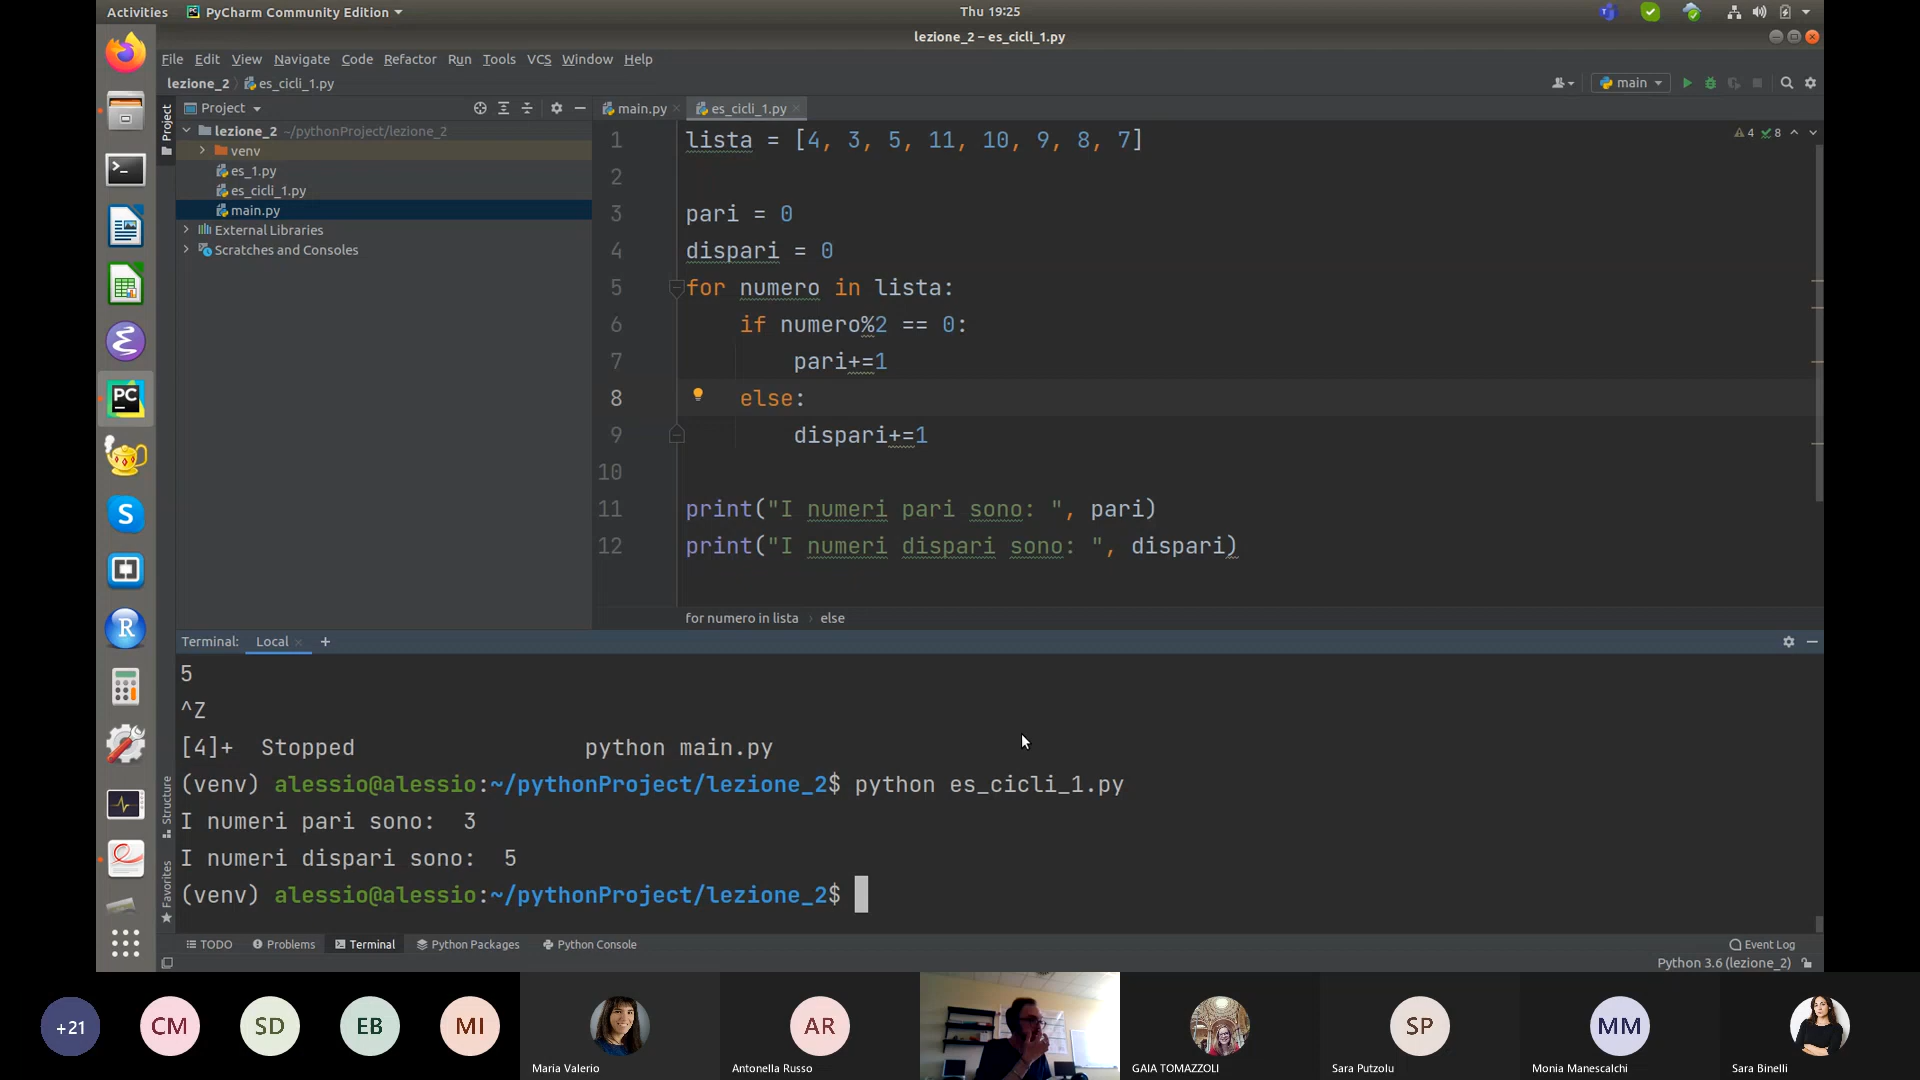 Activities PyCharm Community Edition Thu 19:25
lezione_2 – es_cicli_1.py
File Edit View Navigate Code Refactor Run Tools VCS Window Help
lezione_2 es_cicli_1.py main
Project main.py es_cicli_1.py
Project
lezione_2 ~/pythonProject/lezione_2
venv
es_1.py
es_cicli_1.py
main.py
External Libraries
Scratches and Consoles
4 8
1 lista = [4, 3, 5, 11, 10, 9, 8, 7]
2
3 pari = 0
4 dispari = 0
5 for numero in lista:
6 if numero%2 == 0:
7 pari+=1
8 else:
9 dispari+=1
10
11 print("I numeri pari sono: ", pari)
12 print("I numeri dispari sono: ", dispari)
for numero in lista › else
Terminal: Local +
5
^Z
[4]+ Stopped python main.py
(venv) alessio@alessio:~/pythonProject/lezione_2$ python es_cicli_1.py
I numeri pari sono: 3
I numeri dispari sono: 5
(venv) alessio@alessio:~/pythonProject/lezione_2$
Structure
Favorites
TODO Problems Terminal Python Packages Python Console Event Log
Python 3.6 (lezione_2)
PC
S
R
+21 CM SD EB MI AR SP MM
Maria Valerio Antonella Russo GAIA TOMAZZOLI Sara Putzolu Monia Manescalchi Sara Binelli